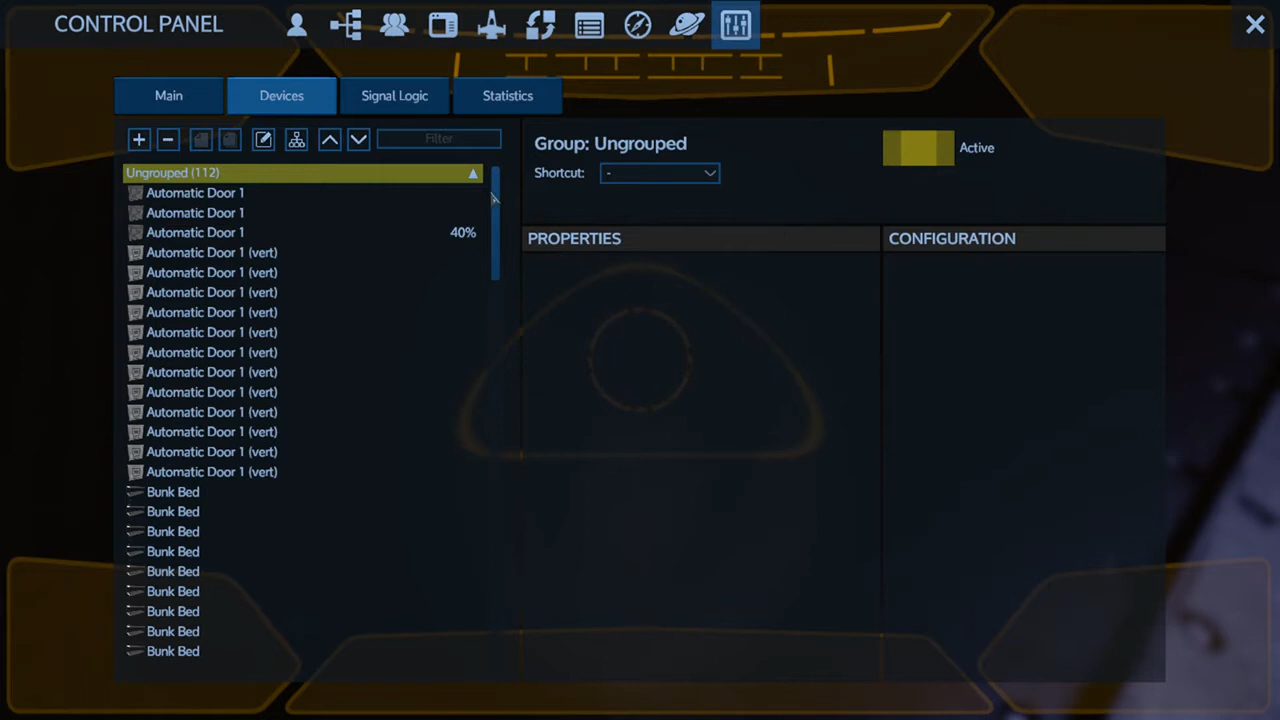 CONTROL PANEL
Main Devices Signal Logic Statistics
Filter
Group: Ungrouped
Active
Shortcut: -
Ungrouped (112)
Automatic Door 1
Automatic Door 1
Automatic Door 1 40%
Automatic Door 1 (vert)
Automatic Door 1 (vert)
Automatic Door 1 (vert)
Automatic Door 1 (vert)
Automatic Door 1 (vert)
Automatic Door 1 (vert)
Automatic Door 1 (vert)
Automatic Door 1 (vert)
Automatic Door 1 (vert)
Automatic Door 1 (vert)
Automatic Door 1 (vert)
Automatic Door 1 (vert)
Bunk Bed
Bunk Bed
Bunk Bed
Bunk Bed
Bunk Bed
Bunk Bed
Bunk Bed
Bunk Bed
Bunk Bed
PROPERTIES
CONFIGURATION